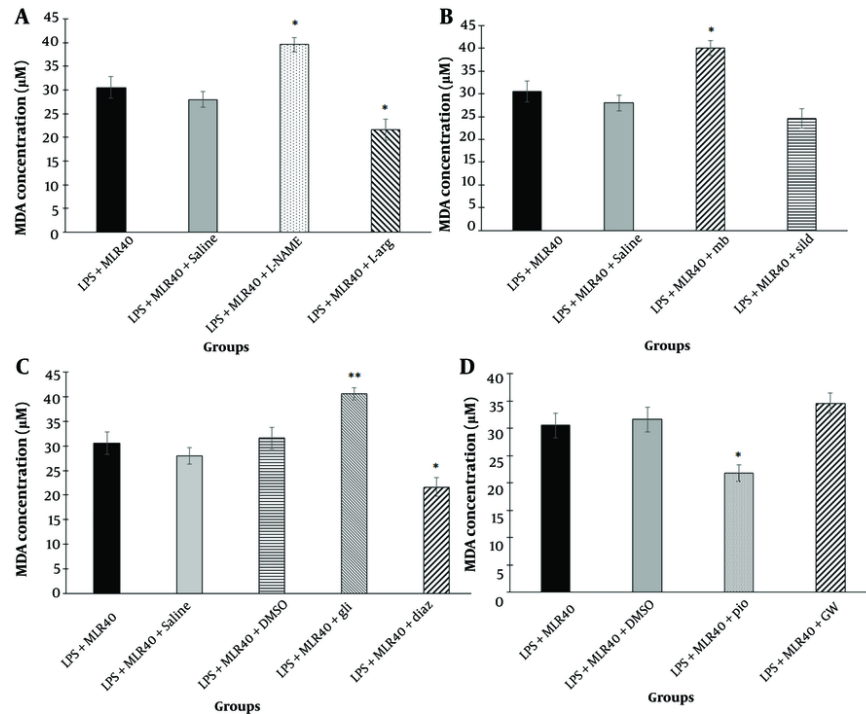 A
MDA concentration (µM)
45
40
35
30
25
20
15
10
5
0
*
*
LPS + MLR40
LPS + MLR40 + Saline
LPS + MLR40 + L-NAME
LPS + MLR40 + L-arg
Groups
B
MDA concentration (µM)
45
40
35
30
25
20
15
10
5
0
*
LPS + MLR40
LPS + MLR40 + Saline
LPS + MLR40 + mb
LPS + MLR40 + sild
Groups
C
MDA concentration (µM)
45
40
35
30
25
20
15
10
5
0
**
*
LPS + MLR40
LPS + MLR40 + Saline
LPS + MLR40 + DMSO
LPS + MLR40 + gli
LPS + MLR40 + diaz
Groups
D
MDA concentration (µM)
40
35
30
25
20
15
10
5
0
*
LPS + MLR40
LPS + MLR40 + DMSO
LPS + MLR40 + pio
LPS + MLR40 + GW
Groups